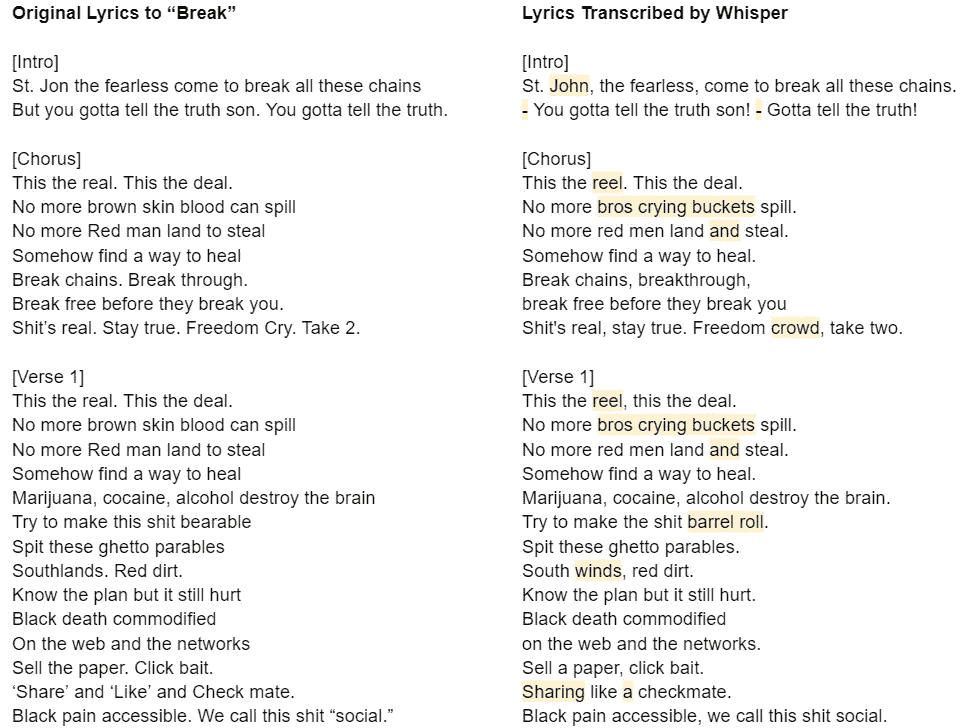 Original Lyrics to “Break”
[Intro]
St. Jon the fearless come to break all these chains
But you gotta tell the truth son. You gotta tell the truth.
[Chorus]
This the real. This the deal.
No more brown skin blood can spill
No more Red man land to steal
Somehow find a way to heal
Break chains. Break through.
Break free before they break you.
Shit’s real. Stay true. Freedom Cry. Take 2.
[Verse 1]
This the real. This the deal.
No more brown skin blood can spill
No more Red man land to steal
Somehow find a way to heal
Marijuana, cocaine, alcohol destroy the brain
Try to make this shit bearable
Spit these ghetto parables
Southlands. Red dirt.
Know the plan but it still hurt
Black death commodified
On the web and the networks
Sell the paper. Click bait.
‘Share’ and ‘Like’ and Check mate.
Black pain accessible. We call this shit “social.”
Lyrics Transcribed by Whisper
[Intro]
St. John, the fearless, come to break all these chains.
- You gotta tell the truth son! - Gotta tell the truth!
[Chorus]
This the reel. This the deal.
No more bros crying buckets spill.
No more red men land and steal.
Somehow find a way to heal.
Break chains, breakthrough,
break free before they break you
Shit's real, stay true. Freedom crowd, take two.
[Verse 1]
This the reel, this the deal.
No more bros crying buckets spill.
No more red men land and steal.
Somehow find a way to heal.
Marijuana, cocaine, alcohol destroy the brain.
Try to make the shit barrel roll.
Spit these ghetto parables.
South winds, red dirt.
Know the plan but it still hurt.
Black death commodified
on the web and the networks.
Sell a paper, click bait.
Sharing like a checkmate.
Black pain accessible, we call this shit social.